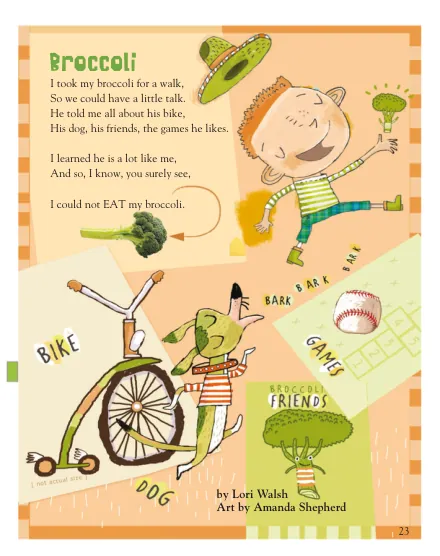 Broccoli
I took my broccoli for a walk,
So we could have a little talk.
He told me all about his bike,
His dog, his friends, the games he likes.
I learned he is a lot like me,
And so, I know, you surely see,
I could not EAT my broccoli.
BARK BARK BARK
BIKE
GAMES
BROCCOLI
FRIENDS
[ not actual size ]
DOG
by Lori Walsh
Art by Amanda Shepherd
23